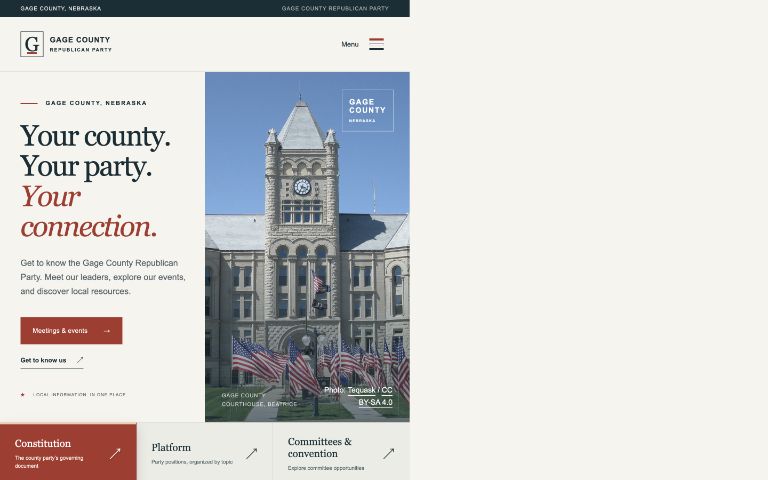 GAGE COUNTY, NEBRASKA
GAGE COUNTY REPUBLICAN PARTY
G
GAGE COUNTY
REPUBLICAN PARTY
Menu
GAGE COUNTY, NEBRASKA
Your county.
Your party.
Your
connection.
Get to know the Gage County Republican
Party. Meet our leaders, explore our events,
and discover local resources.
Meetings & events →
Get to know us
LOCAL INFORMATION, IN ONE PLACE
GAGE
COUNTY
NEBRASKA
GAGE COUNTY
COURTHOUSE, BEATRICE
Photo: Tequask / CC
BY-SA 4.0
Constitution
The county party's governing
document
Platform
Party positions, organized by topic
Committees &
convention
Explore committee opportunities